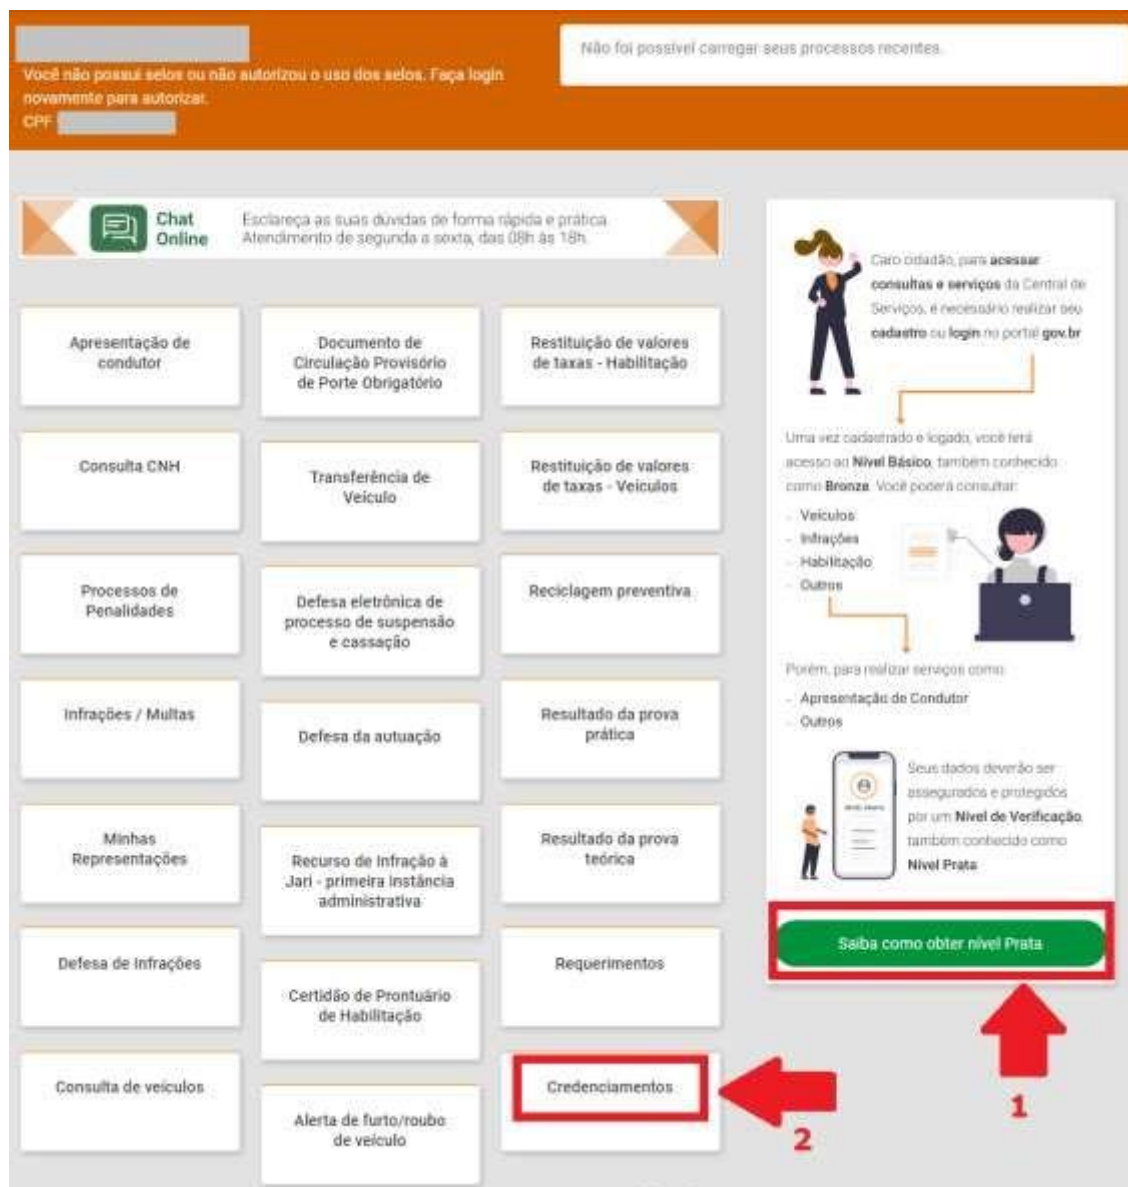 Você não possui selos ou não autorizou o uso dos selos. Faça login
novamente para autorizar.
CPF
Não foi possível carregar seus processos recentes.
Chat
Online
Esclareça as suas dúvidas de forma rápida e prática.
Atendimento de segunda a sexta, das 08h às 18h.
Apresentação de
condutor
Documento de
Circulação Provisório
de Porte Obrigatório
Restituição de valores
de taxas - Habilitação
Consulta CNH
Transferência de
Veículo
Restituição de valores
de taxas - Veículos
Processos de
Penalidades
Defesa eletrônica de
processo de suspensão
e cassação
Reciclagem preventiva
Infrações / Multas
Defesa da autuação
Resultado da prova
prática
Minhas
Representações
Recurso de Infração à
Jari - primeira instância
administrativa
Resultado da prova
teórica
Defesa de Infrações
Certidão de Prontuário
de Habilitação
Requerimentos
Consulta de veículos
Alerta de furto/roubo
de veículo
Credenciamentos
2
Caro cidadão, para acessar
consultas e serviços da Central de
Serviços, é necessário realizar seu
cadastro ou login no portal gov.br
Uma vez cadastrado e logado, você terá
acesso ao Nível Básico, também conhecido
como Bronze. Você poderá consultar:
- Veículos
- Infrações
- Habilitação
- Outros
Porém, para realizar serviços como:
- Apresentação de Condutor
- Outros
NÍVEL PRATA
Seus dados deverão ser
assegurados e protegidos
por um Nível de Verificação,
também conhecido como
Nível Prata
Saiba como obter nível Prata
1